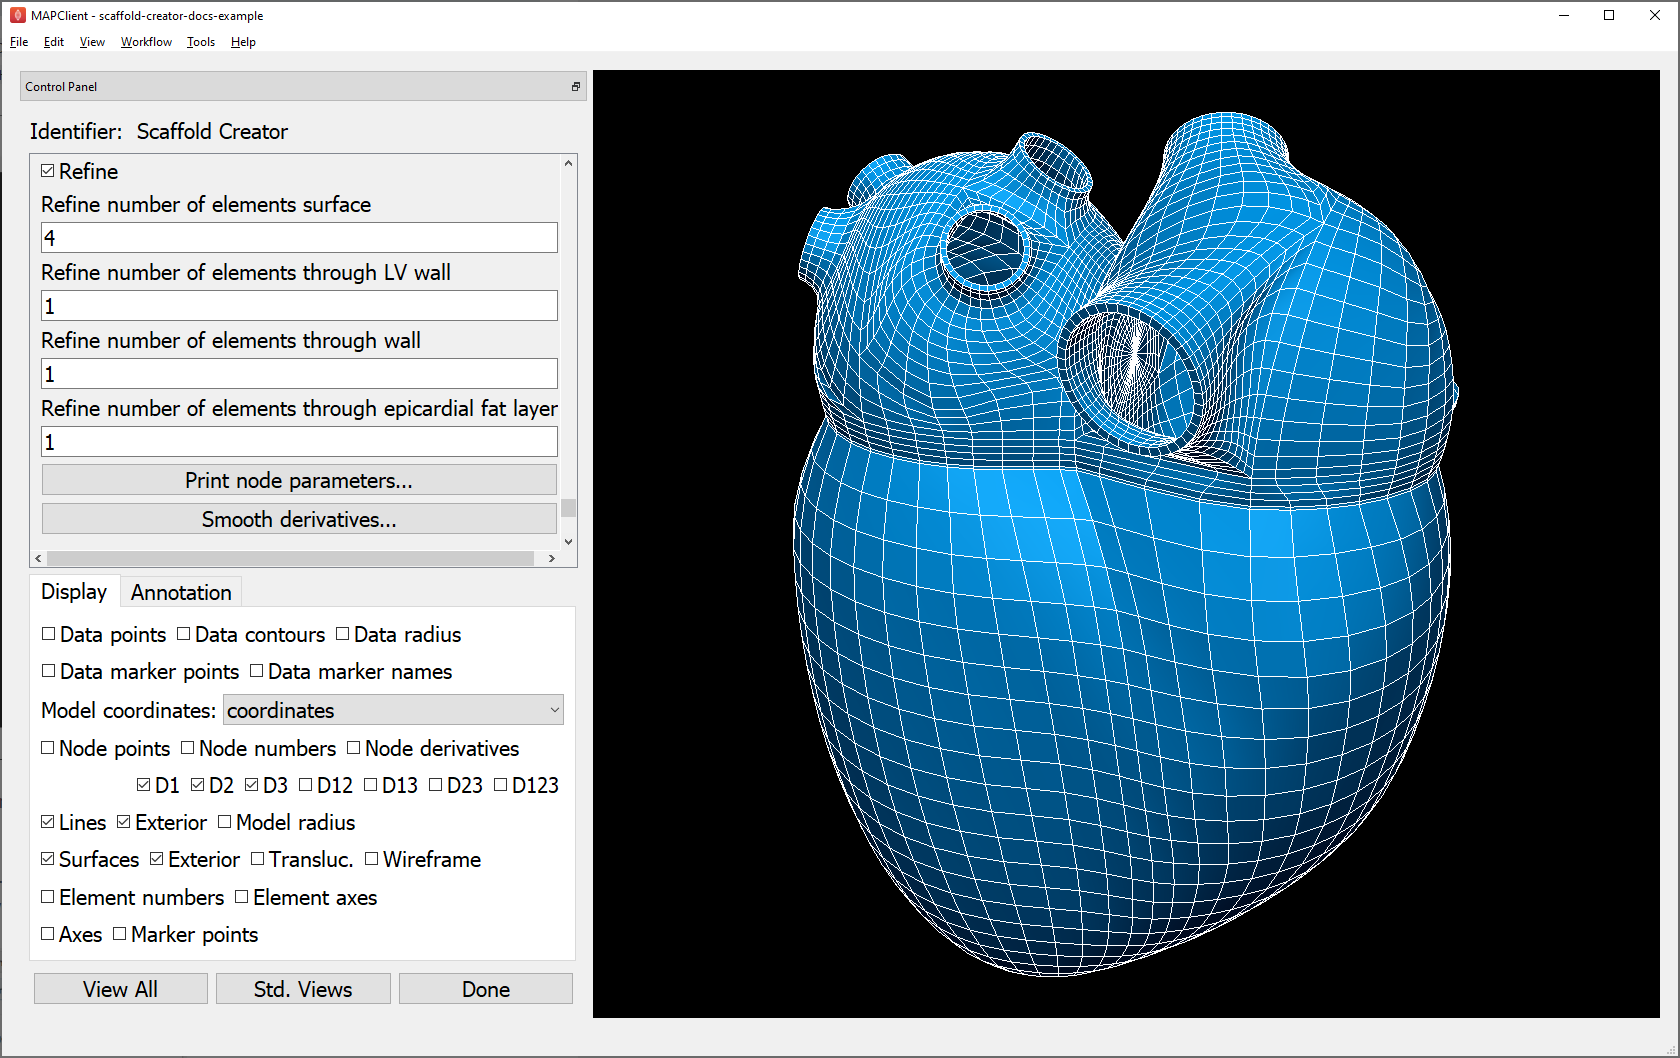 MAPClient - scaffold-creator-docs-example
File Edit View Workflow Tools Help
Control Panel
Identifier: Scaffold Creator
Refine
Refine number of elements surface
4
Refine number of elements through LV wall
1
Refine number of elements through wall
1
Refine number of elements through epicardial fat layer
1
Print node parameters...
Smooth derivatives...
Display Annotation
Data points Data contours Data radius
Data marker points Data marker names
Model coordinates: coordinates
Node points Node numbers Node derivatives
D1 D2 D3 D12 D13 D23 D123
Lines Exterior Model radius
Surfaces Exterior Transluc. Wireframe
Element numbers Element axes
Axes Marker points
View All Std. Views Done